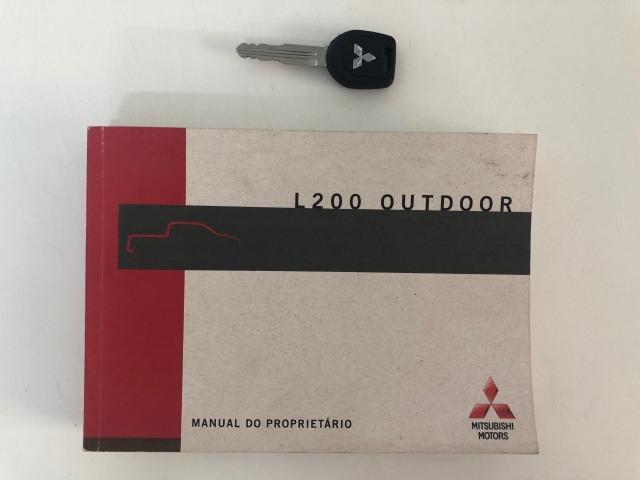 L200 OUTDOOR
MANUAL DO PROPRIETÁRIO
MITSUBISHI
MOTORS